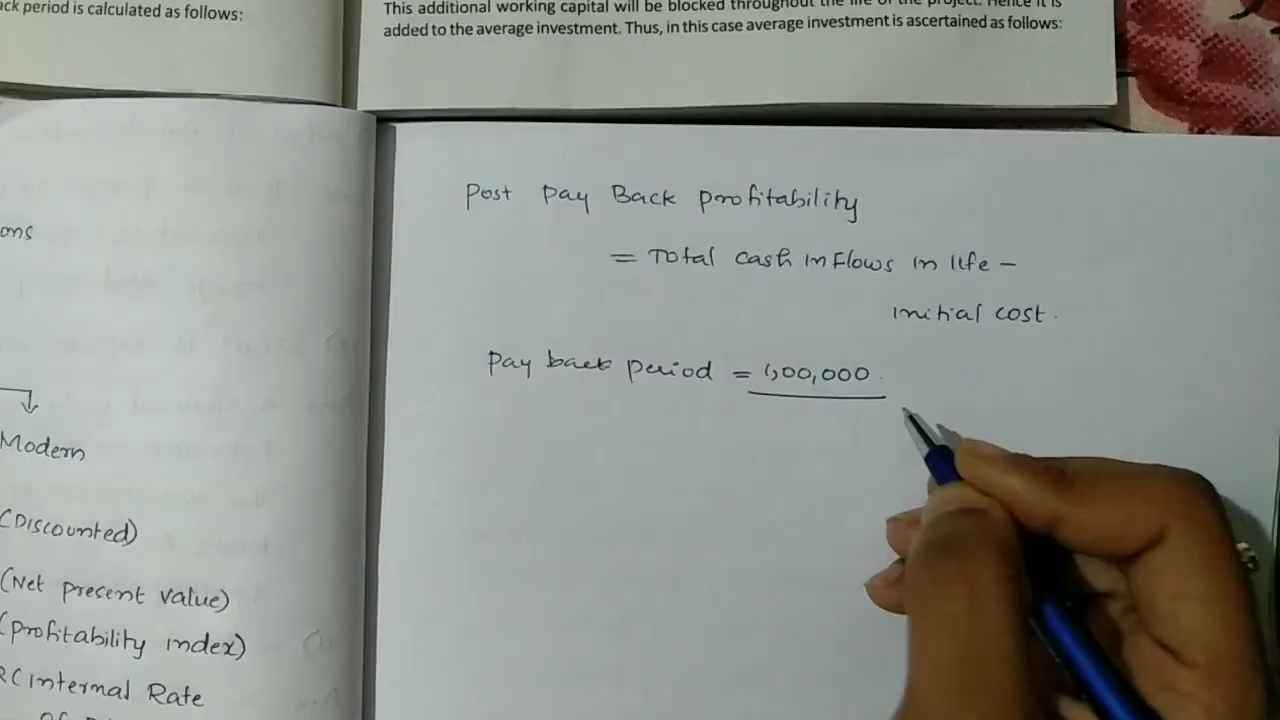 ack period is calculated as follows:
This additional working capital will be blocked throughout the life of the project. Hence it is
added to the average investment. Thus, in this case average investment is ascertained as follows:
ons
Modern
(Discounted)
(Net present value)
(profitability index)
R(Internal Rate
Post Pay Back profitability
= Total cash inflows in life -
initial cost.
Pay back period = 1,00,000